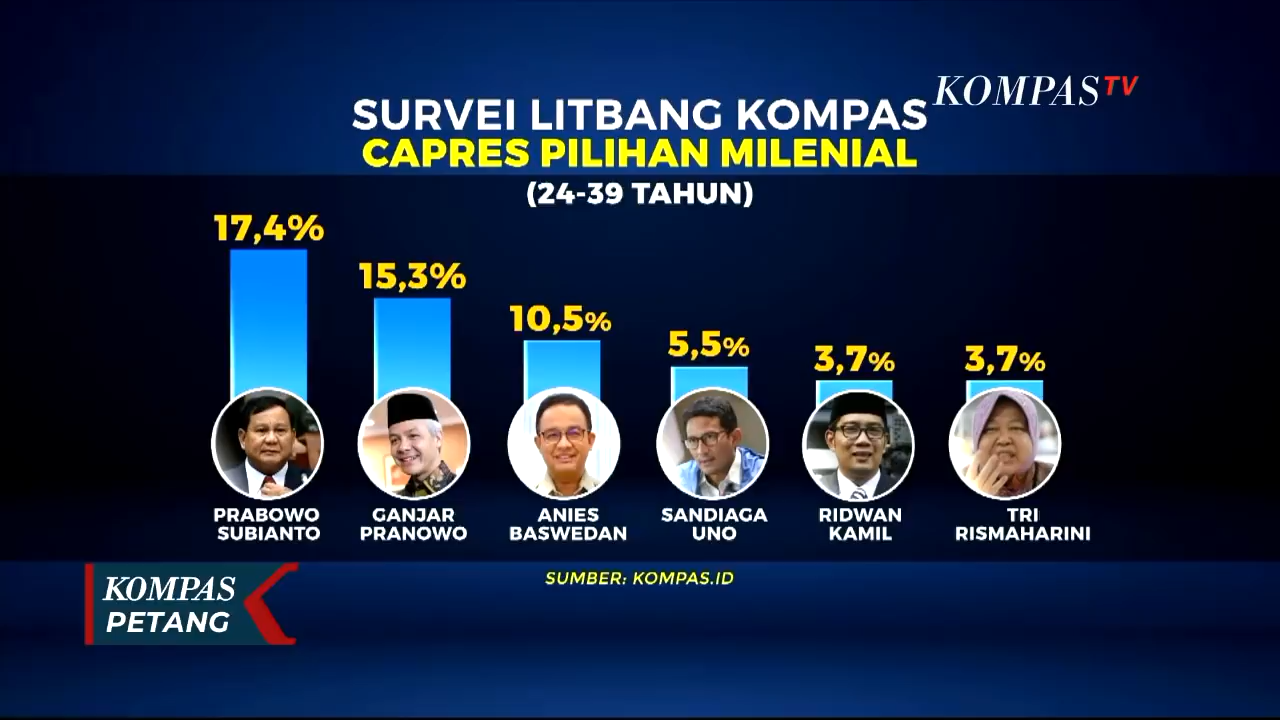 KOMPAS TV
SURVEI LITBANG KOMPAS
CAPRES PILIHAN MILENIAL
(24-39 TAHUN)
17,4%
15,3%
10,5%
5,5%
3,7%
3,7%
PRABOWO
SUBIANTO
GANJAR
PRANOWO
ANIES
BASWEDAN
SANDIAGA
UNO
RIDWAN
KAMIL
TRI
RISMAHARINI
SUMBER: KOMPAS.ID
KOMPAS
PETANG